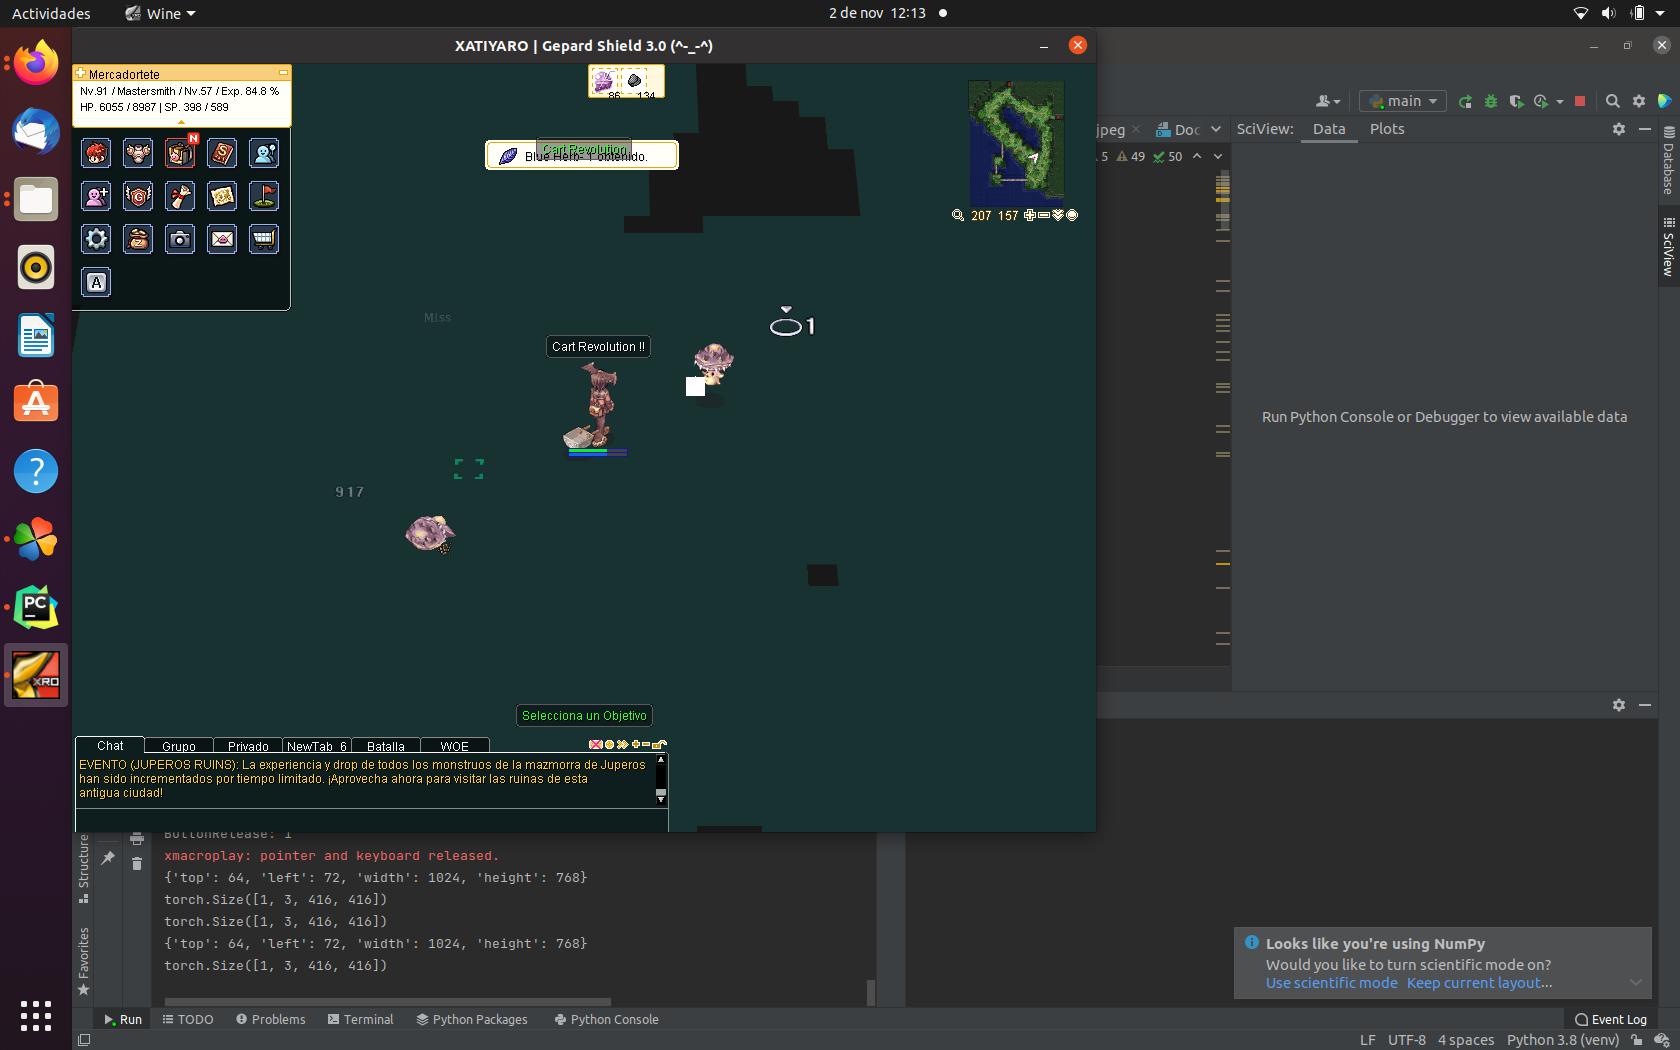 Actividades
Wine
2 de nov 12:13
XATIYARO | Gepard Shield 3.0 (^-_-^)
Mercadortete
Nv.91 / Mastersmith / Nv.57 / Exp. 84.8 %
HP. 6055 / 8987 | SP. 398 / 589
N
A
86 134
Cart Revolution
Blue Herb- 1 obtenido.
207 157
Miss
1
Cart Revolution !!
917
Selecciona un Objetivo
Chat Grupo Privado NewTab_6 Batalla WOE
EVENTO (JUPEROS RUINS): La experiencia y drop de todos los monstruos de la mazmorra de Juperos
han sido incrementados por tiempo limitado. ¡Aprovecha ahora para visitar las ruinas de esta
antigua ciudad!
main
jpeg
Doc
SciView: Data Plots
5 49 50
Database
SciView
Run Python Console or Debugger to view available data
PC
XRO
ButtonRelease: 1
xmacroplay: pointer and keyboard released.
{'top': 64, 'left': 72, 'width': 1024, 'height': 768}
torch.Size([1, 3, 416, 416])
torch.Size([1, 3, 416, 416])
{'top': 64, 'left': 72, 'width': 1024, 'height': 768}
torch.Size([1, 3, 416, 416])
Structure
Favorites
Looks like you're using NumPy
Would you like to turn scientific mode on?
Use scientific mode Keep current layout...
Run TODO Problems Terminal Python Packages Python Console
Event Log
LF UTF-8 4 spaces Python 3.8 (venv)